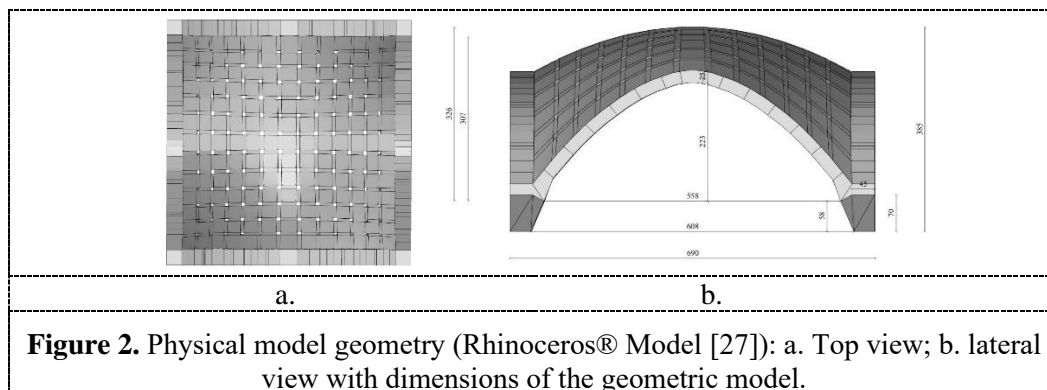 326
307
25
223
385
45
558
58
70
608
690
a.
b.
Figure 2. Physical model geometry (Rhinoceros® Model [27]): a. Top view; b. lateral
view with dimensions of the geometric model.